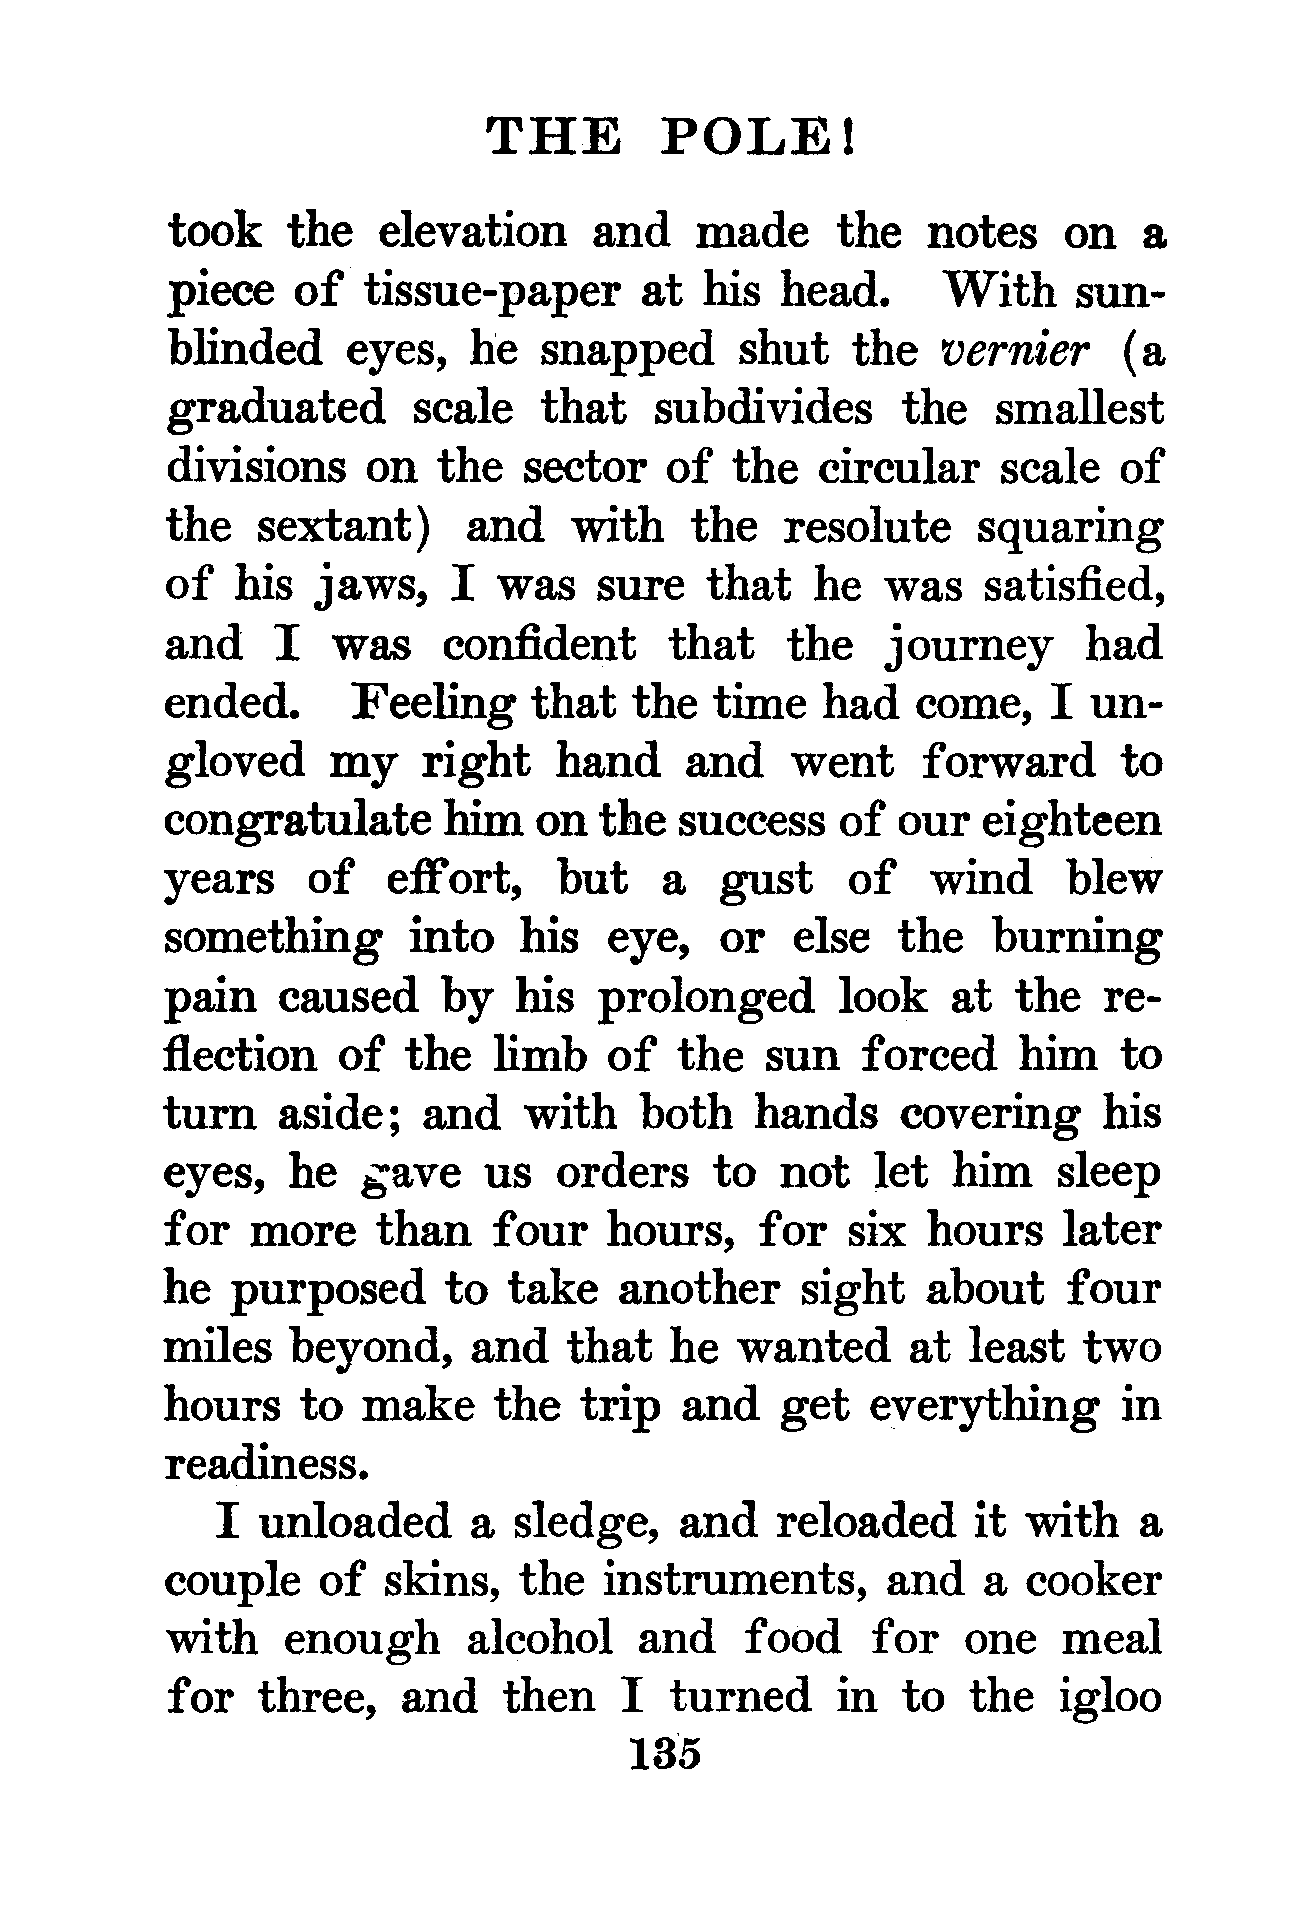 THE POLE!
took the elevation and made the notes on a
piece of tissue-paper at his head. With sun-
blinded eyes, he snapped shut the vernier (a
graduated scale that subdivides the smallest
divisions on the sector of the circular scale of
the sextant) and with the resolute squaring
of his jaws, I was sure that he was satisfied,
and I was confident that the journey had
ended. Feeling that the time had come, I un-
gloved my right hand and went forward to
congratulate him on the success of our eighteen
years of effort, but a gust of wind blew
something into his eye, or else the burning
pain caused by his prolonged look at the re-
flection of the limb of the sun forced him to
turn aside; and with both hands covering his
eyes, he gave us orders to not let him sleep
for more than four hours, for six hours later
he purposed to take another sight about four
miles beyond, and that he wanted at least two
hours to make the trip and get everything in
readiness.
I unloaded a sledge, and reloaded it with a
couple of skins, the instruments, and a cooker
with enough alcohol and food for one meal
for three, and then I turned in to the igloo
135